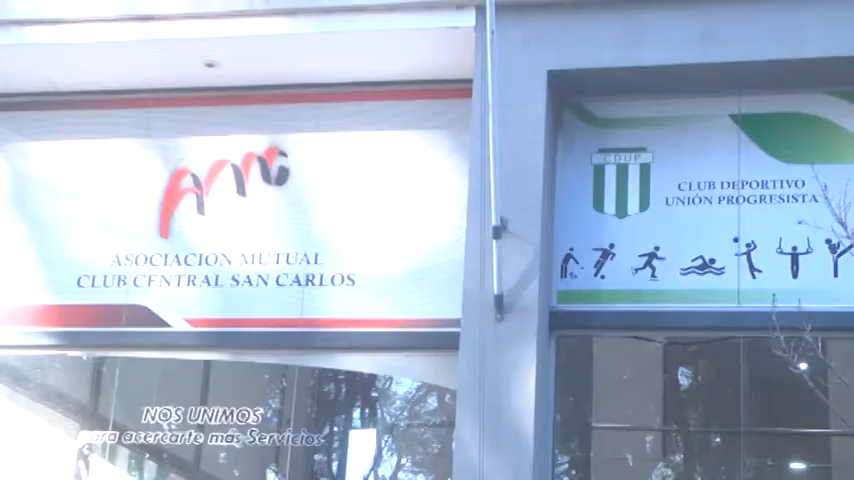 AMC
ASOCIACION MUTUAL
CLUB CENTRAL SAN CARLOS
NOS UNIMOS
para acercarte más Servicios
CDUP
CLUB DEPORTIVO
UNIÓN PROGRESISTA